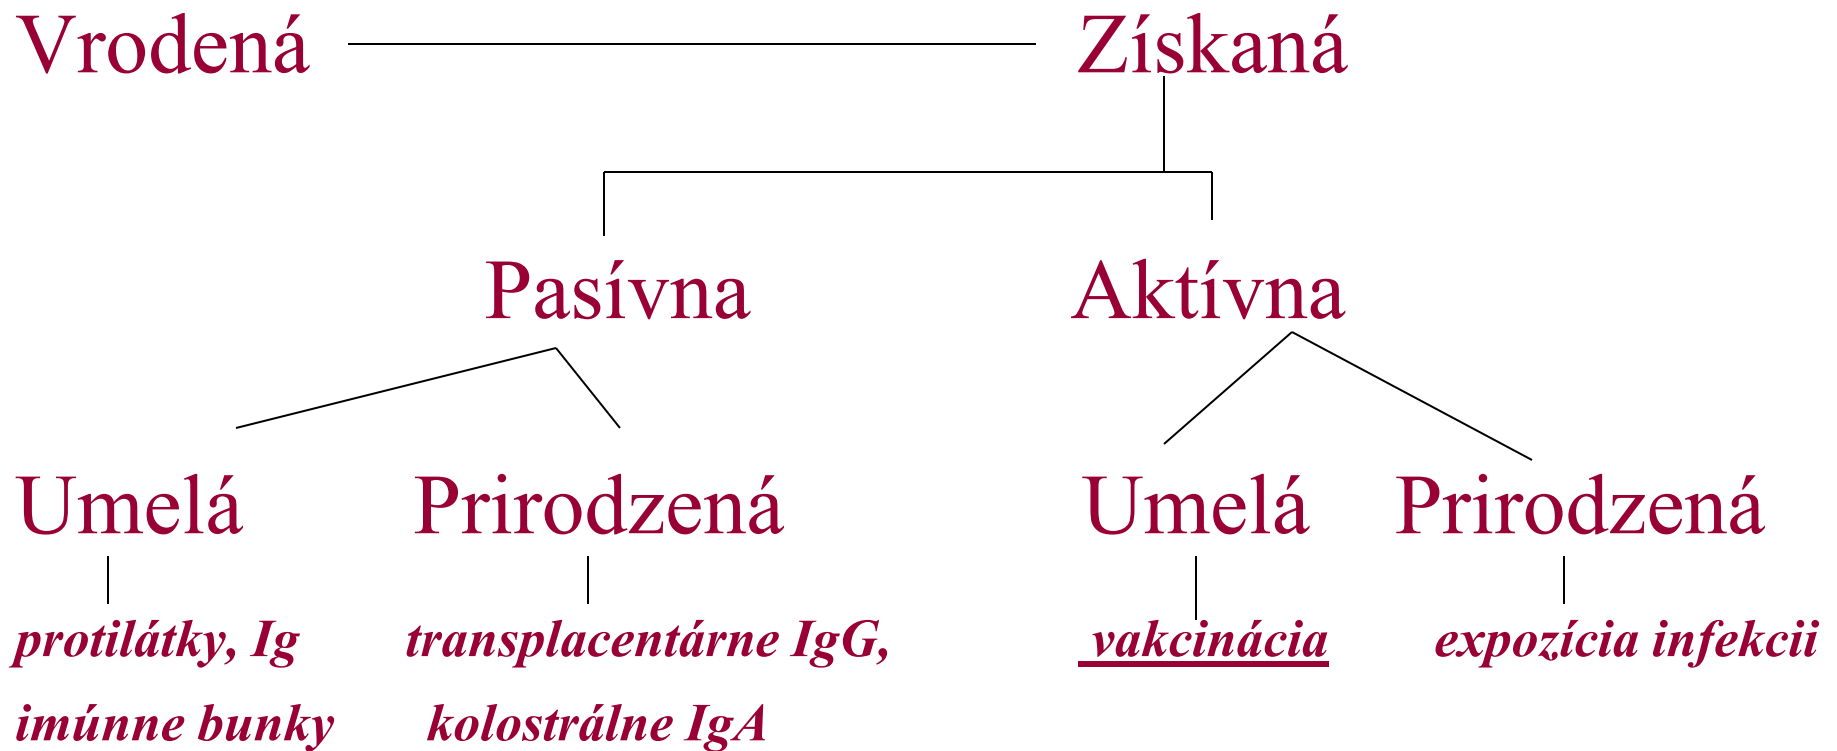 Vrodená Získaná
Pasívna Aktívna
Umelá Prirodzená Umelá Prirodzená
protilátky, Ig transplacentárne IgG, vakcinácia expozícia infekcii
imúnne bunky kolostrálne IgA